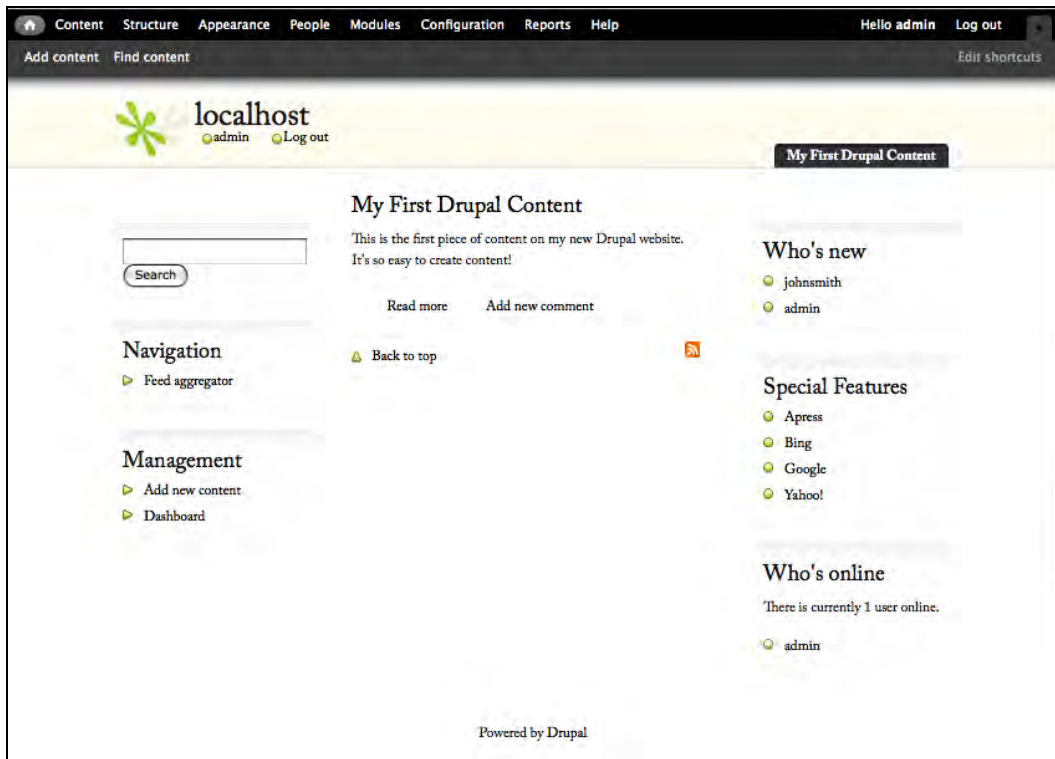 Content Structure Appearance People Modules Configuration Reports Help Hello admin Log out
Add content Find content Edit shortcuts
localhost
admin Log out
My First Drupal Content
Search
Navigation
Feed aggregator
Management
Add new content
Dashboard
My First Drupal Content
This is the first piece of content on my new Drupal website.
It's so easy to create content!
Read more Add new comment
Back to top
Who's new
johnsmith
admin
Special Features
Apress
Bing
Google
Yahoo!
Who's online
There is currently 1 user online.
admin
Powered by Drupal